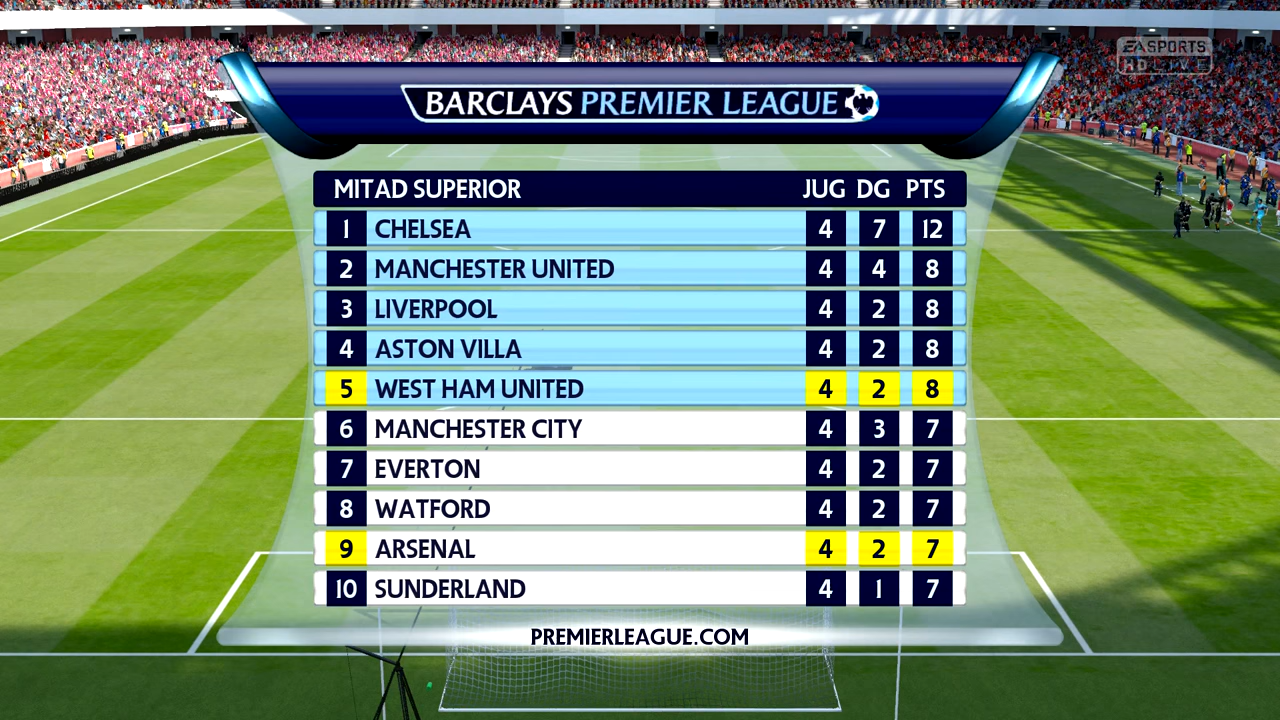 EA SPORTS
HD LIVE
BARCLAYS PREMIER LEAGUE
MITAD SUPERIOR JUG DG PTS
1 CHELSEA 4 7 12
2 MANCHESTER UNITED 4 4 8
3 LIVERPOOL 4 2 8
4 ASTON VILLA 4 2 8
5 WEST HAM UNITED 4 2 8
6 MANCHESTER CITY 4 3 7
7 EVERTON 4 2 7
8 WATFORD 4 2 7
9 ARSENAL 4 2 7
10 SUNDERLAND 4 1 7
PREMIERLEAGUE.COM